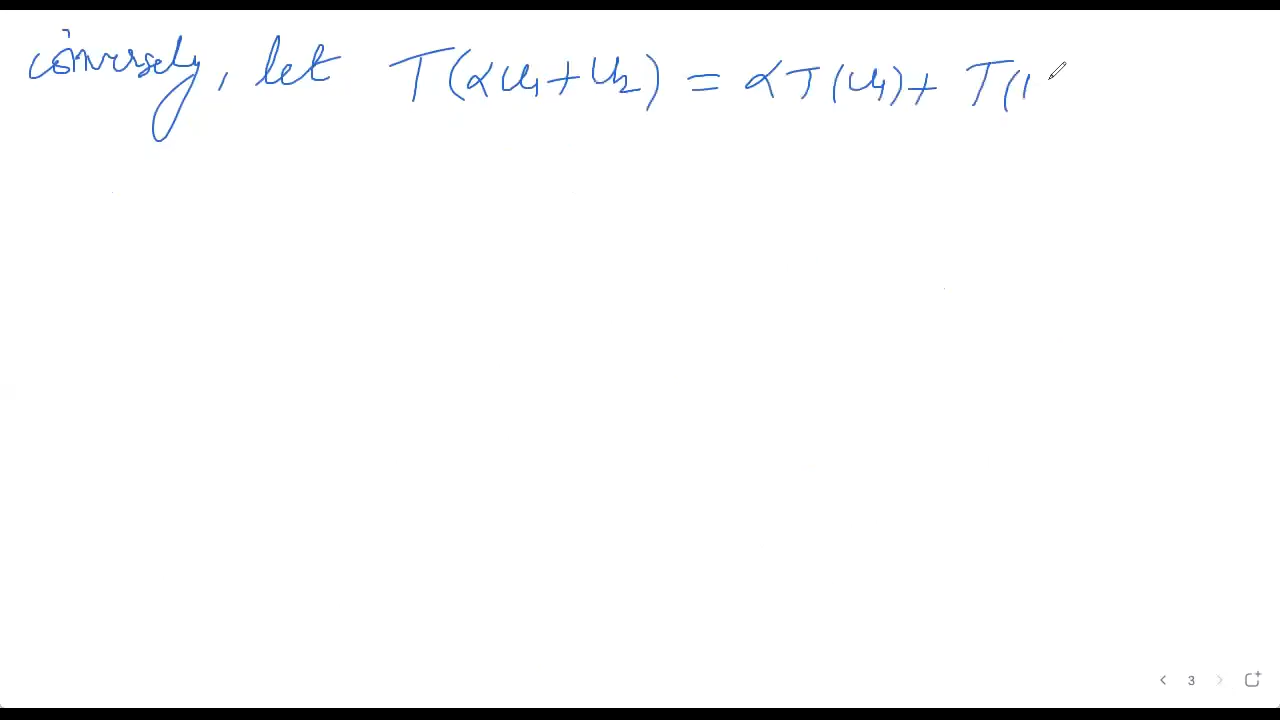 conversely, let T(αu₁+u₂) = αT(u₁)+ T(
3